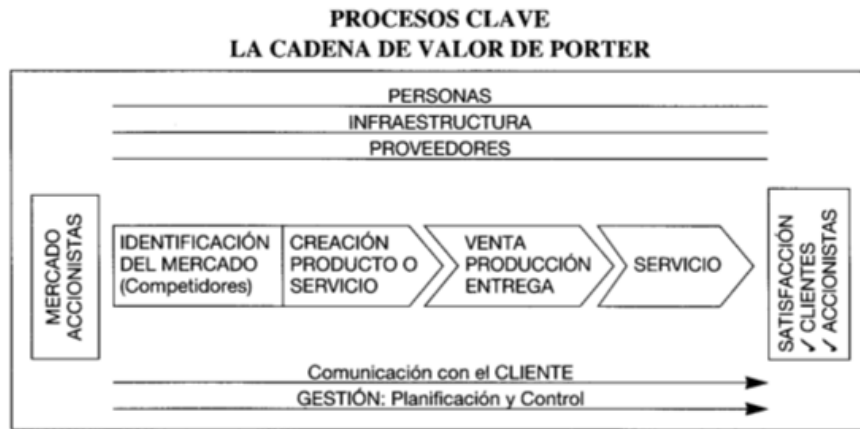 PROCESOS CLAVE
LA CADENA DE VALOR DE PORTER
PERSONAS
INFRAESTRUCTURA
PROVEEDORES
MERCADO
ACCIONISTAS
IDENTIFICACIÓN
DEL MERCADO
(Competidores)
CREACIÓN
PRODUCTO O
SERVICIO
VENTA
PRODUCCIÓN
ENTREGA
SERVICIO
SATISFACCIÓN
✓ CLIENTES
✓ ACCIONISTAS
Comunicación con el CLIENTE
GESTIÓN: Planificación y Control